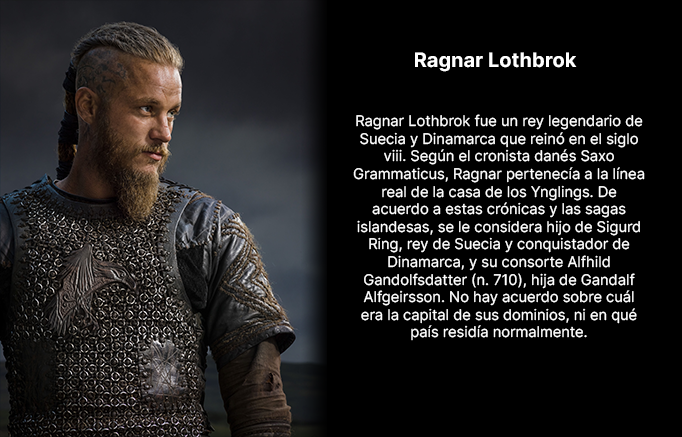 Ragnar Lothbrok
Ragnar Lothbrok fue un rey legendario de
Suecia y Dinamarca que reinó en el siglo
viii. Según el cronista danés Saxo
Grammaticus, Ragnar pertenecía a la línea
real de la casa de los Ynglings. De
acuerdo a estas crónicas y las sagas
islandesas, se le considera hijo de Sigurd
Ring, rey de Suecia y conquistador de
Dinamarca, y su consorte Alfhild
Gandolfsdatter (n. 710), hija de Gandalf
Alfgeirsson. No hay acuerdo sobre cuál
era la capital de sus dominios, ni en qué
país residía normalmente.